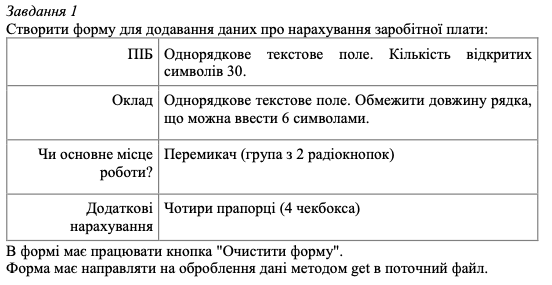 Завдання 1
Створити форму для додавання даних про нарахування заробітної плати:
ПІБ
Однорядкове текстове поле. Кількість відкритих
символів 30.
Оклад
Однорядкове текстове поле. Обмежити довжину рядка,
що можна ввести 6 символами.
Чи основне місце
роботи?
Перемикач (група з 2 радіокнопок)
Додаткові
нарахування
Чотири прапорці (4 чекбокса)
В формі має працювати кнопка "Очистити форму".
Форма має направляти на оброблення дані методом get в поточний файл.